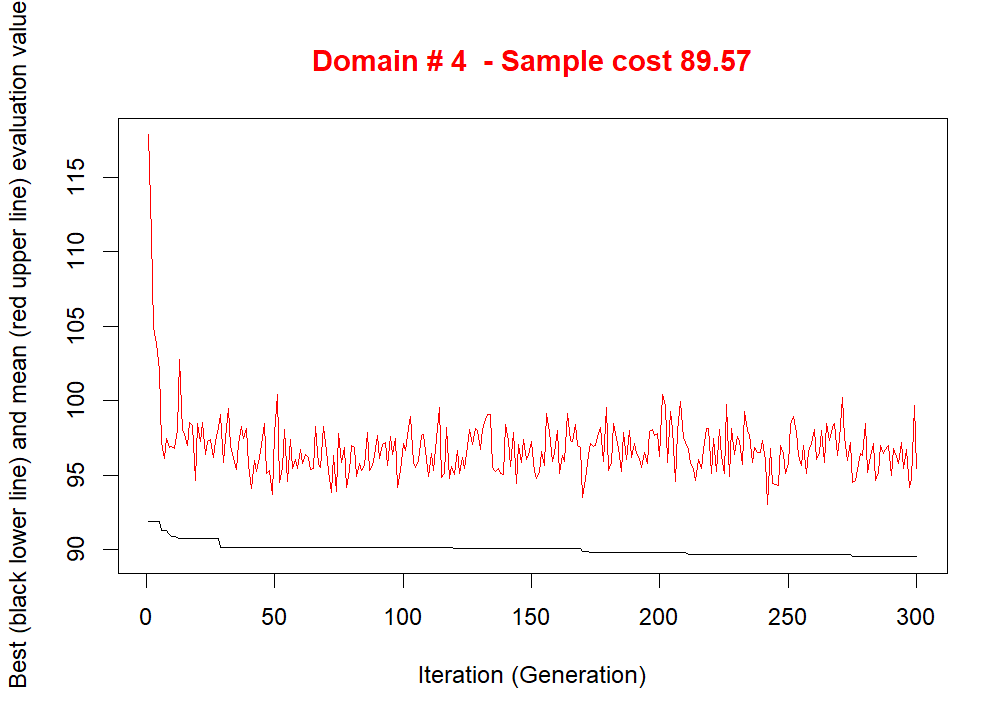 Domain # 4  - Sample cost 89.57
Best (black lower line) and mean (red upper line) evaluation value
115
110
105
100
95
90
0 50 100 150 200 250 300
Iteration (Generation)